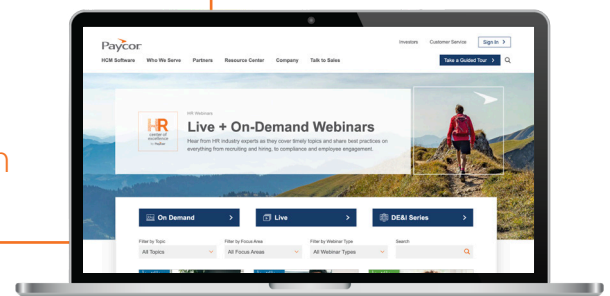 Investors Customer Service Sign In
Paycor
HCM Software Who We Serve Partners Resource Center Company Talk to Sales Take a Guided Tour
HR Webinars
HR
center of
excellence
Live + On-Demand Webinars
Hear from HR industry experts as they cover timely topics and share best practices on
everything from recruiting and hiring, to compliance and employee engagement.
n
On Demand Live DE&I Series
Filter by Topic Filter by Focus Area Filter by Webinar Type Search
All Topics All Focus Areas All Webinar Types